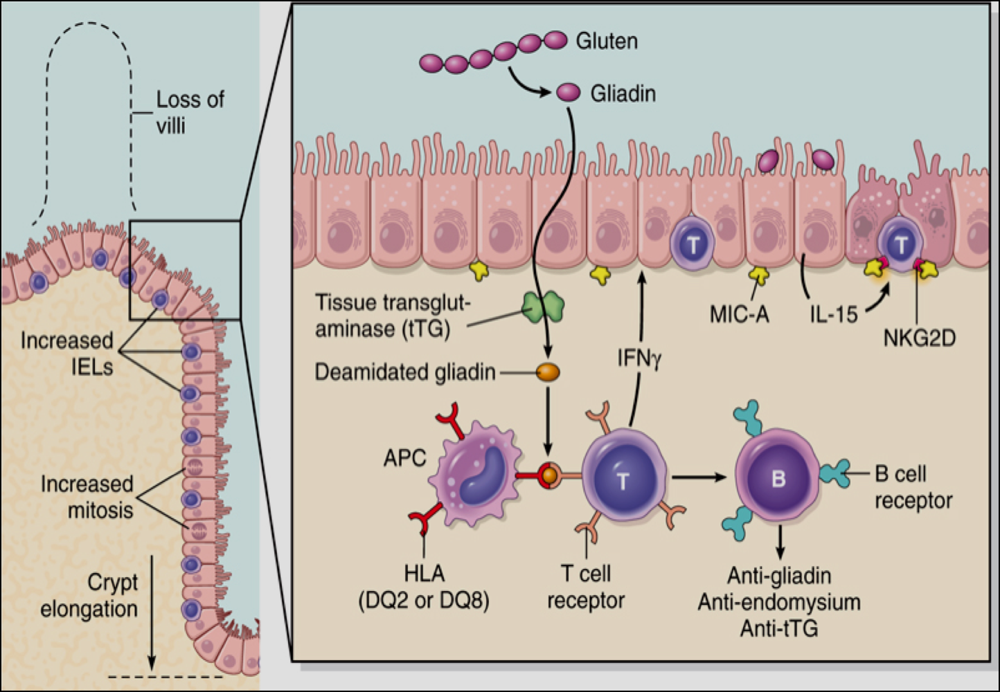 Loss of
villi
Increased
IELs
Increased
mitosis
Crypt
elongation
Gluten
Gliadin
T
T
Tissue transglut-
aminase (tTG)
MIC-A
IL-15
NKG2D
Deamidated gliadin
IFNγ
APC
T
B
B cell
receptor
HLA
(DQ2 or DQ8)
T cell
receptor
Anti-gliadin
Anti-endomysium
Anti-tTG